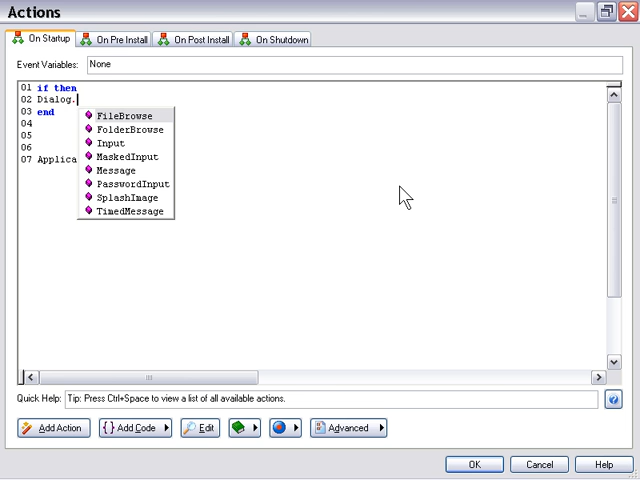 Actions
On Startup
On Pre Install
On Post Install
On Shutdown
Event Variables:
None
01 if then
02 Dialog.
03 end
04
05
06
07 Applica
FileBrowse
FolderBrowse
Input
MaskedInput
Message
PasswordInput
SplashImage
TimedMessage
Quick Help:
Tip: Press Ctrl+Space to view a list of all available actions.
Add Action
{} Add Code
Edit
Advanced
OK
Cancel
Help